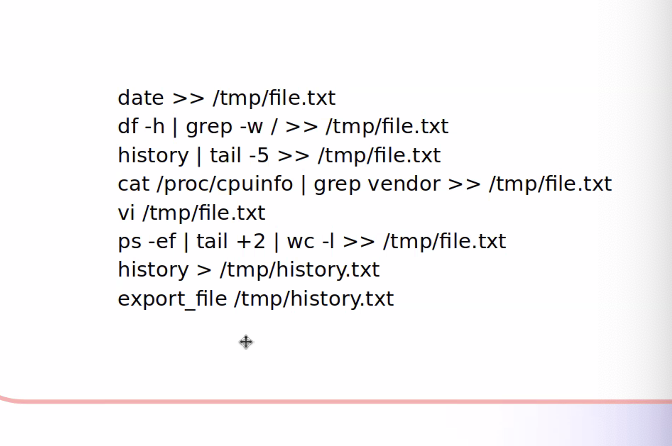 date >> /tmp/file.txt
df -h | grep -w / >> /tmp/file.txt
history | tail -5 >> /tmp/file.txt
cat /proc/cpuinfo | grep vendor >> /tmp/file.txt
vi /tmp/file.txt
ps -ef | tail +2 | wc -l >> /tmp/file.txt
history > /tmp/history.txt
export_file /tmp/history.txt